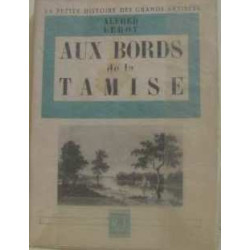 LA PETITE HISTOIRE DES GRANDS ARTISTES
ALFRED
LEROY
AUX BORDS
de la
TAMISE